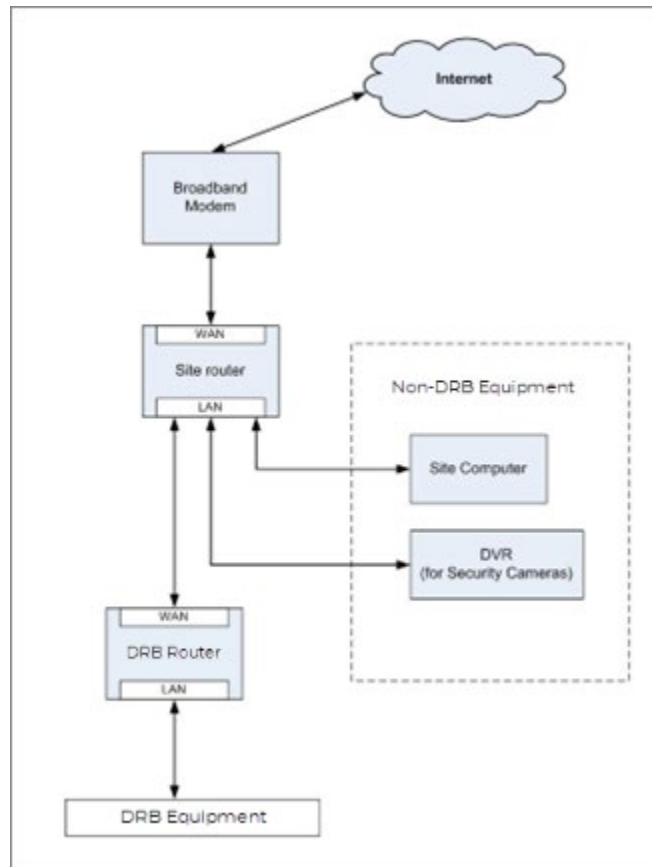 Internet
Broadband
Modem
WAN
Site router
LAN
Non-DRB Equipment
Site Computer
DVR
(for Security Cameras)
WAN
DRB Router
LAN
DRB Equipment